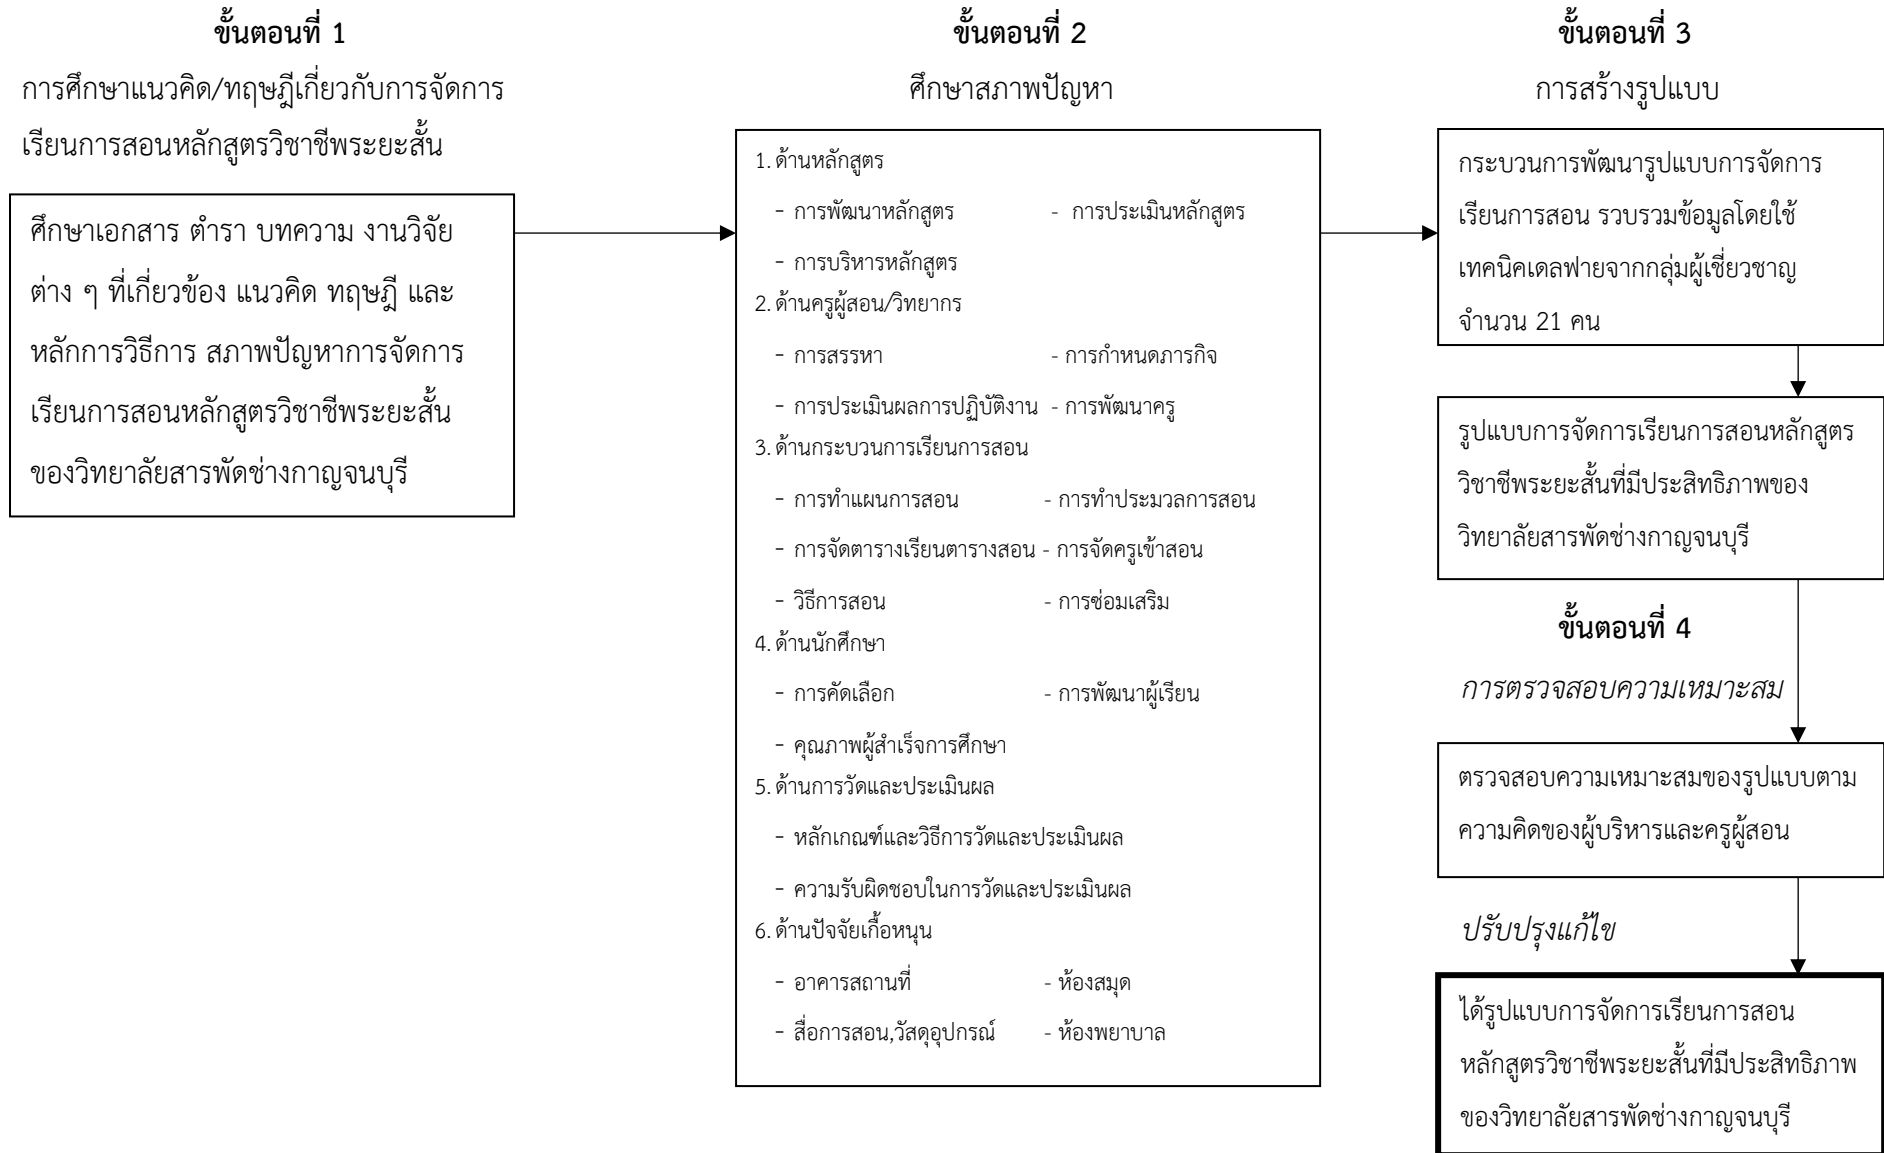 ขั้นตอนที่ 1
การศึกษาแนวคิด/ทฤษฎีเกี่ยวกับการจัดการ
เรียนการสอนหลักสูตรวิชาชีพระยะสั้น
ศึกษาเอกสาร ตำรา บทความ งานวิจัย
ต่าง ๆ ที่เกี่ยวข้อง แนวคิด ทฤษฎี และ
หลักการวิธีการ สภาพปัญหาการจัดการ
เรียนการสอนหลักสูตรวิชาชีพระยะสั้น
ของวิทยาลัยสารพัดช่างกาญจนบุรี
ขั้นตอนที่ 2
ศึกษาสภาพปัญหา
1. ด้านหลักสูตร
- การพัฒนาหลักสูตร - การประเมินหลักสูตร
- การบริหารหลักสูตร
2. ด้านครูผู้สอน/วิทยากร
- การสรรหา - การกำหนดภารกิจ
- การประเมินผลการปฏิบัติงาน - การพัฒนาครู
3. ด้านกระบวนการเรียนการสอน
- การทำแผนการสอน - การทำประมวลการสอน
- การจัดตารางเรียนตารางสอน - การจัดครูเข้าสอน
- วิธีการสอน - การซ่อมเสริม
4. ด้านนักศึกษา
- การคัดเลือก - การพัฒนาผู้เรียน
- คุณภาพผู้สำเร็จการศึกษา
5. ด้านการวัดและประเมินผล
- หลักเกณฑ์และวิธีการวัดและประเมินผล
- ความรับผิดชอบในการวัดและประเมินผล
6. ด้านปัจจัยเกื้อหนุน
- อาคารสถานที่ - ห้องสมุด
- สื่อการสอน,วัสดุอุปกรณ์ - ห้องพยาบาล
ขั้นตอนที่ 3
การสร้างรูปแบบ
กระบวนการพัฒนารูปแบบการจัดการ
เรียนการสอน รวบรวมข้อมูลโดยใช้
เทคนิคเดลฟายจากกลุ่มผู้เชี่ยวชาญ
จำนวน 21 คน
รูปแบบการจัดการเรียนการสอนหลักสูตร
วิชาชีพระยะสั้นที่มีประสิทธิภาพของ
วิทยาลัยสารพัดช่างกาญจนบุรี
ขั้นตอนที่ 4
การตรวจสอบความเหมาะสม
ตรวจสอบความเหมาะสมของรูปแบบตาม
ความคิดของผู้บริหารและครูผู้สอน
ปรับปรุงแก้ไข
ได้รูปแบบการจัดการเรียนการสอน
หลักสูตรวิชาชีพระยะสั้นที่มีประสิทธิภาพ
ของวิทยาลัยสารพัดช่างกาญจนบุรี